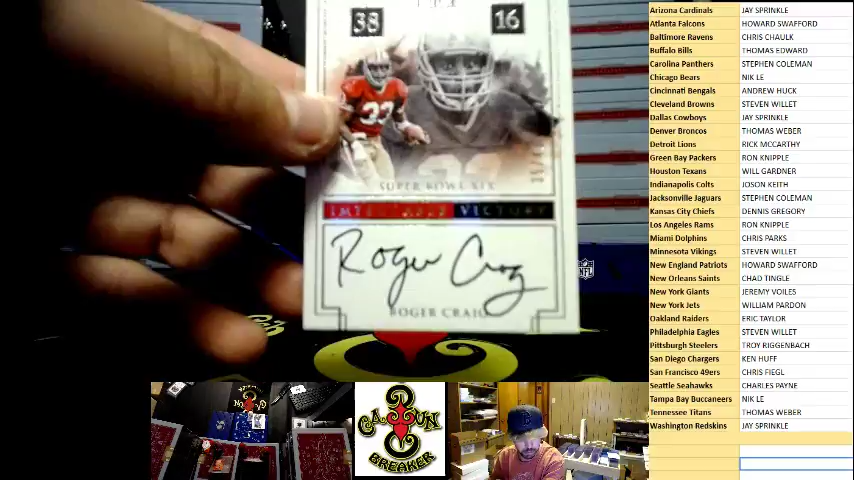 38 16
SUPER BOWL XIX
IMPECCABLE VICTORY
Roger Craig
ROGER CRAIG
NFL
CAJUN
BREAKER
Arizona Cardinals JAY SPRINKLE
Atlanta Falcons HOWARD SWAFFORD
Baltimore Ravens CHRIS CHAULK
Buffalo Bills THOMAS EDWARD
Carolina Panthers STEPHEN COLEMAN
Chicago Bears NIK LE
Cincinnati Bengals ANDREW HUCK
Cleveland Browns STEVEN WILLET
Dallas Cowboys JAY SPRINKLE
Denver Broncos THOMAS WEBER
Detroit Lions RICK MCCARTHY
Green Bay Packers RON KNIPPLE
Houston Texans WILL GARDNER
Indianapolis Colts JOSON KEITH
Jacksonville Jaguars STEPHEN COLEMAN
Kansas City Chiefs DENNIS GREGORY
Los Angeles Rams RON KNIPPLE
Miami Dolphins CHRIS PARKS
Minnesota Vikings STEVEN WILLET
New England Patriots HOWARD SWAFFORD
New Orleans Saints CHAD TINGLE
New York Giants JEREMY VOILES
New York Jets WILLIAM PARDON
Oakland Raiders ERIC TAYLOR
Philadelphia Eagles STEVEN WILLET
Pittsburgh Steelers TROY RIGGENBACH
San Diego Chargers KEN HUFF
San Francisco 49ers CHRIS FIEGL
Seattle Seahawks CHARLES PAYNE
Tampa Bay Buccaneers NIK LE
Tennessee Titans THOMAS WEBER
Washington Redskins JAY SPRINKLE